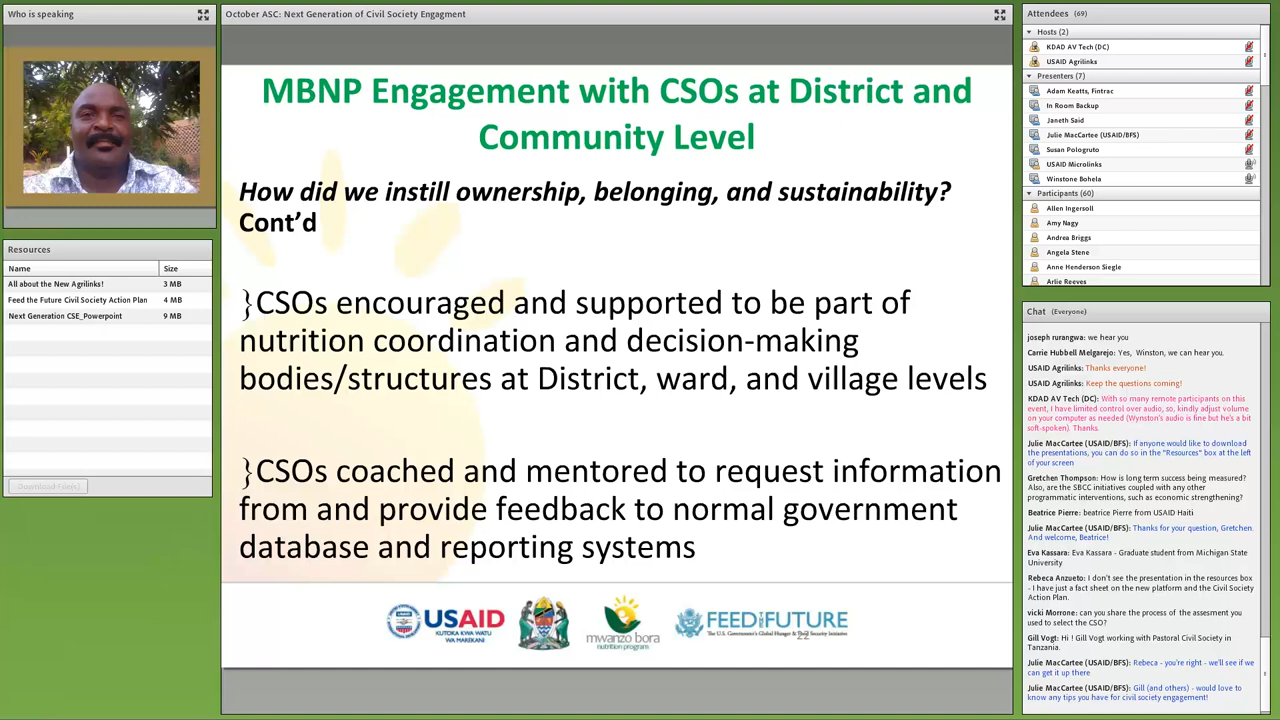 Who is speaking
October ASC: Next Generation of Civil Society Engagment
MBNP Engagement with CSOs at District and
Community Level
How did we instill ownership, belonging, and sustainability?
Cont’d
}CSOs encouraged and supported to be part of
nutrition coordination and decision-making
bodies/structures at District, ward, and village levels
}CSOs coached and mentored to request information
from and provide feedback to normal government
database and reporting systems
USAID
KUTOKA KWA WATU
WA MAREKANI
mwanzo bora
nutrition program
FEED THE FUTURE
The U.S. Government's Global Hunger & Food Security Initiative
22
Resources
Name Size
All about the New Agrilinks! 3 MB
Feed the Future Civil Society Action Plan 4 MB
Next Generation CSE_Powerpoint 9 MB
Download File(s)
Attendees (69)
Hosts (2)
KDAD AV Tech (DC)
USAID Agrilinks
Presenters (7)
Adam Keatts, Fintrac
In Room Backup
Janeth Said
Julie MacCartee (USAID/BFS)
Susan Pologruto
USAID Microlinks
Winstone Bohela
Participants (60)
Allen Ingersoll
Amy Nagy
Andrea Briggs
Angela Stene
Anne Henderson Siegle
Arlie Reeves
Chat (Everyone)
joseph rurangwa: we hear you
Carrie Hubbell Melgarejo: Yes, Winston, we can hear you.
USAID Agrilinks: Thanks everyone!
USAID Agrilinks: Keep the questions coming!
KDAD AV Tech (DC): With so many remote participants on this
event, I have limited control over audio, so, kindly adjust volume
on your computer as needed (Wynston's audio is fine but he's a bit
soft-spoken). Thanks.
Julie MacCartee (USAID/BFS): If anyone would like to download
the presentations, you can do so in the "Resources" box at the left
of your screen
Gretchen Thompson: How is long term success being measured?
Also, are the SBCC initiatives coupled with any other
programmatic interventions, such as economic strengthening?
Beatrice Pierre: beatrice Pierre from USAID Haiti
Julie MacCartee (USAID/BFS): Thanks for your question, Gretchen.
And welcome, Beatrice!
Eva Kassara: Eva Kassara - Graduate student from Michigan State
University
Rebeca Anzueto: I don't see the presentation in the resources box
- I have just a fact sheet on the new platform and the Civil Society
Action Plan.
vicki Morrone: can you share the process of the assesment you
used to select the CSO?
Gill Vogt: Hi ! Gill Vogt working with Pastoral Civil Society in
Tanzania.
Julie MacCartee (USAID/BFS): Rebeca - you're right - we'll see if we
can get it up there
Julie MacCartee (USAID/BFS): Gill (and others) - would love to
know any tips you have for civil society engagement!